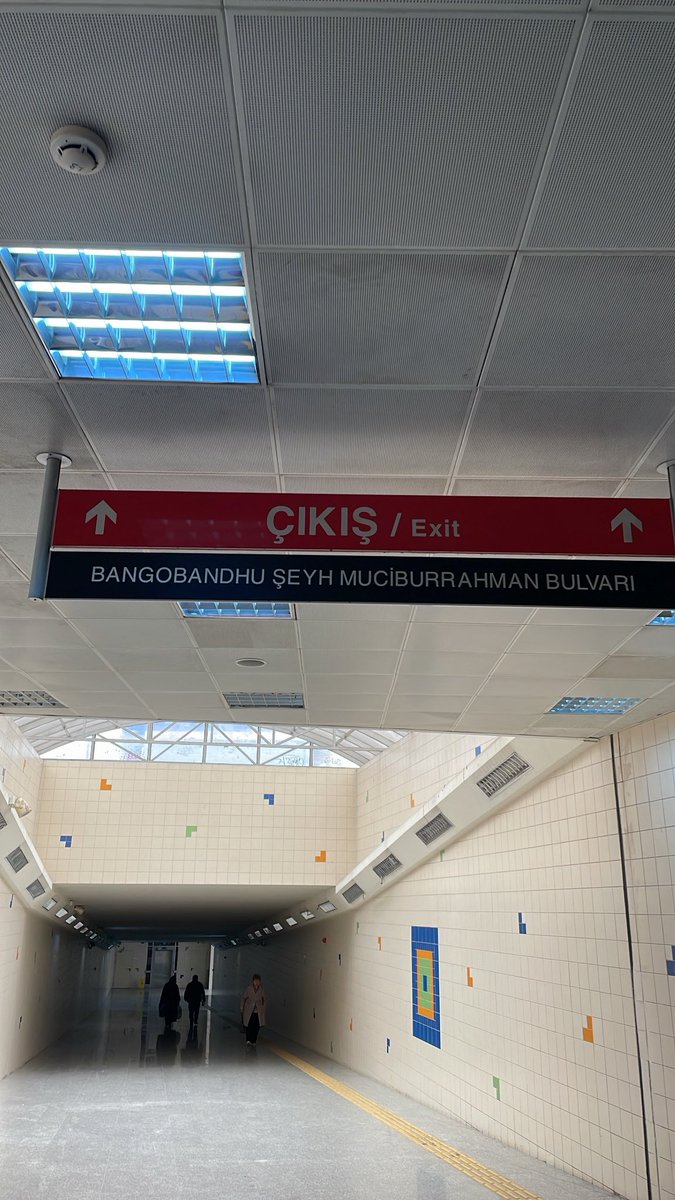 ÇIKIŞ / Exit
BANGOBANDHU ŞEYH MUCİBURRAHMAN BULVARI